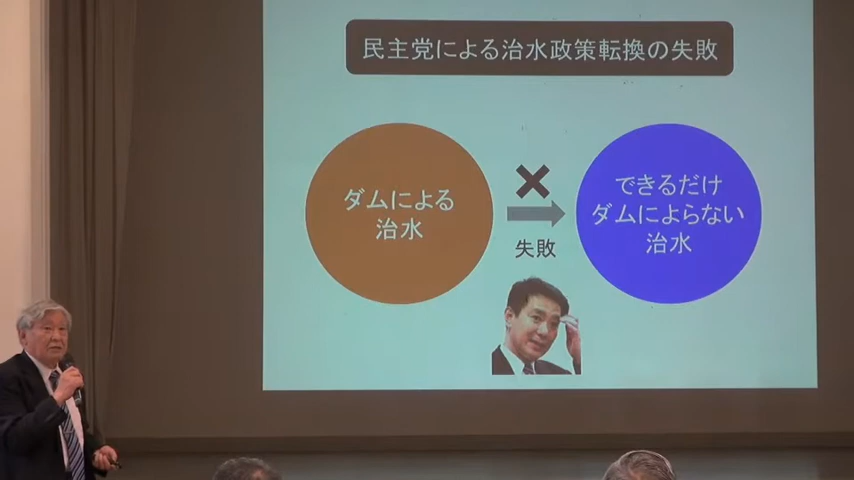 民主党による治水政策転換の失敗
ダムによる
治水
失敗
できるだけ
ダムによらない
治水